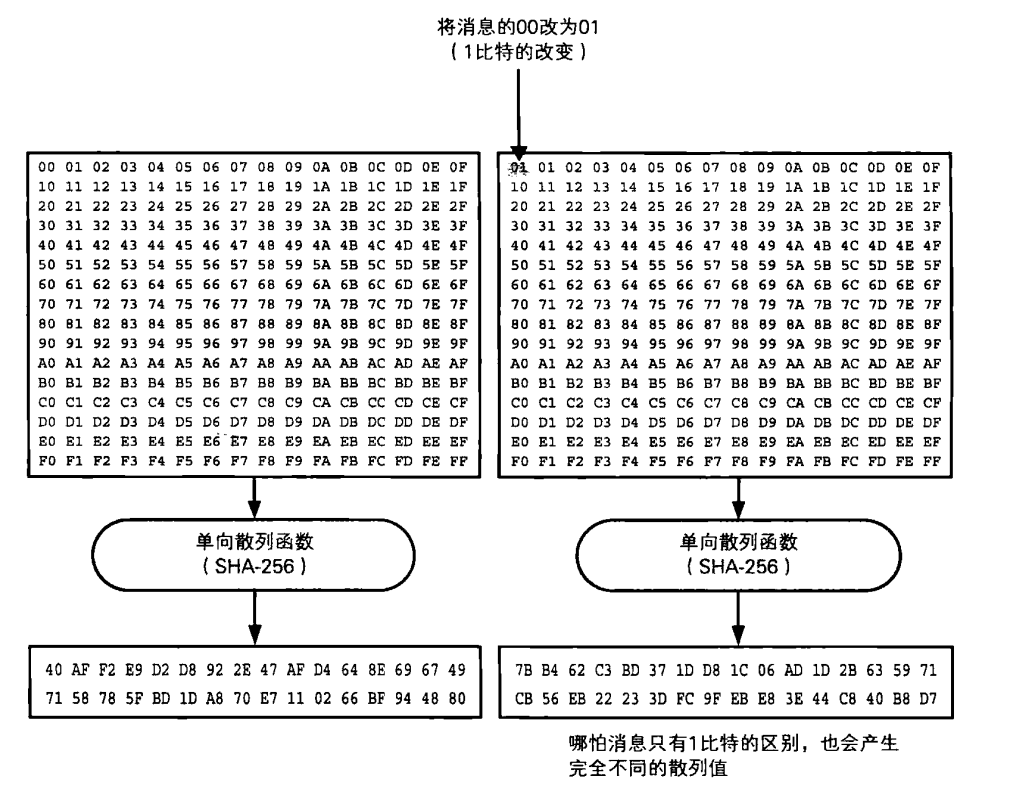 将消息的00改为01
（1比特的改变）
00 01 02 03 04 05 06 07 08 09 0A 0B 0C 0D 0E 0F
10 11 12 13 14 15 16 17 18 19 1A 1B 1C 1D 1E 1F
20 21 22 23 24 25 26 27 28 29 2A 2B 2C 2D 2E 2F
30 31 32 33 34 35 36 37 38 39 3A 3B 3C 3D 3E 3F
40 41 42 43 44 45 46 47 48 49 4A 4B 4C 4D 4E 4F
50 51 52 53 54 55 56 57 58 59 5A 5B 5C 5D 5E 5F
60 61 62 63 64 65 66 67 68 69 6A 6B 6C 6D 6E 6F
70 71 72 73 74 75 76 77 78 79 7A 7B 7C 7D 7E 7F
80 81 82 83 84 85 86 87 88 89 8A 8B 8C 8D 8E 8F
90 91 92 93 94 95 96 97 98 99 9A 9B 9C 9D 9E 9F
A0 A1 A2 A3 A4 A5 A6 A7 A8 A9 AA AB AC AD AE AF
B0 B1 B2 B3 B4 B5 B6 B7 B8 B9 BA BB BC BD BE BF
C0 C1 C2 C3 C4 C5 C6 C7 C8 C9 CA CB CC CD CE CF
D0 D1 D2 D3 D4 D5 D6 D7 D8 D9 DA DB DC DD DE DF
E0 E1 E2 E3 E4 E5 E6 E7 E8 E9 EA EB EC ED EE EF
F0 F1 F2 F3 F4 F5 F6 F7 F8 F9 FA FB FC FD FE FF
单向散列函数
（SHA-256）
40 AF F2 E9 D2 D8 92 2E 47 AF D4 64 8E 69 67 49
71 58 78 5F BD 1D A8 70 E7 11 02 66 BF 94 48 80
01 01 02 03 04 05 06 07 08 09 0A 0B 0C 0D 0E 0F
10 11 12 13 14 15 16 17 18 19 1A 1B 1C 1D 1E 1F
20 21 22 23 24 25 26 27 28 29 2A 2B 2C 2D 2E 2F
30 31 32 33 34 35 36 37 38 39 3A 3B 3C 3D 3E 3F
40 41 42 43 44 45 46 47 48 49 4A 4B 4C 4D 4E 4F
50 51 52 53 54 55 56 57 58 59 5A 5B 5C 5D 5E 5F
60 61 62 63 64 65 66 67 68 69 6A 6B 6C 6D 6E 6F
70 71 72 73 74 75 76 77 78 79 7A 7B 7C 7D 7E 7F
80 81 82 83 84 85 86 87 88 89 8A 8B 8C 8D 8E 8F
90 91 92 93 94 95 96 97 98 99 9A 9B 9C 9D 9E 9F
A0 A1 A2 A3 A4 A5 A6 A7 A8 A9 AA AB AC AD AE AF
B0 B1 B2 B3 B4 B5 B6 B7 B8 B9 BA BB BC BD BE BF
C0 C1 C2 C3 C4 C5 C6 C7 C8 C9 CA CB CC CD CE CF
D0 D1 D2 D3 D4 D5 D6 D7 D8 D9 DA DB DC DD DE DF
E0 E1 E2 E3 E4 E5 E6 E7 E8 E9 EA EB EC ED EE EF
F0 F1 F2 F3 F4 F5 F6 F7 F8 F9 FA FB FC FD FE FF
单向散列函数
（SHA-256）
7B B4 62 C3 BD 37 1D D8 1C 06 AD 1D 2B 63 59 71
CB 56 EB 22 23 3D FC 9F EB E8 3E 44 C8 40 B8 D7
哪怕消息只有1比特的区别，也会产生
完全不同的散列值